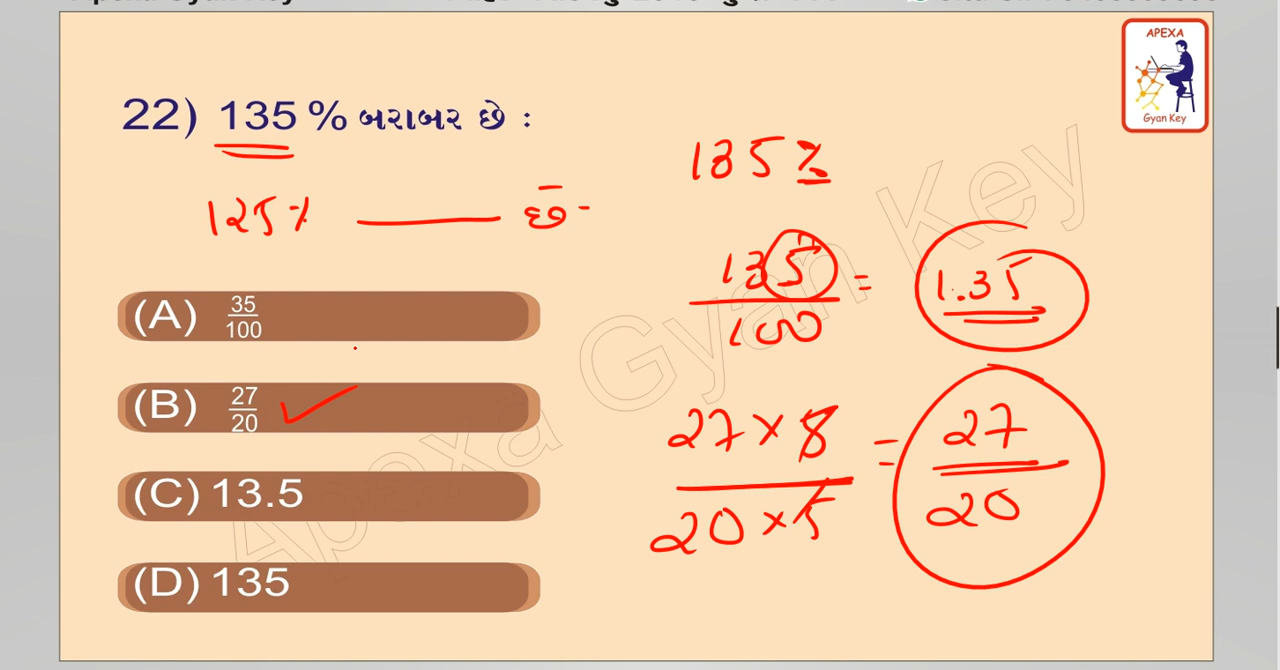 22) 135 % બરાબર છે :
125% ——— છે-
(A) 35/100
(B) 27/20 ✓
(C) 13.5
(D) 135
135%
135/100 = 1.35
27 × 5/20 × 5 = 27/20
APEXA
Gyan Key
Apexa Gyan Key